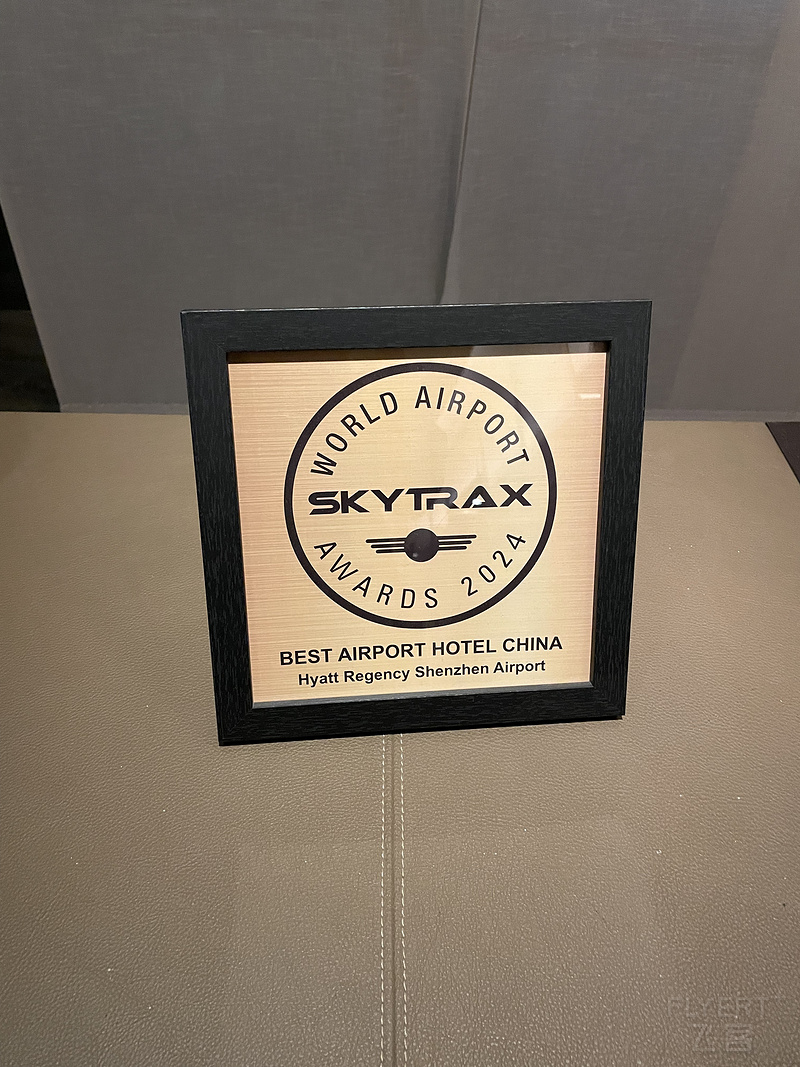 WORLD AIRPORT
SKYTRAX
AWARDS 2024
BEST AIRPORT HOTEL CHINA
Hyatt Regency Shenzhen Airport
FLYERT
飞客